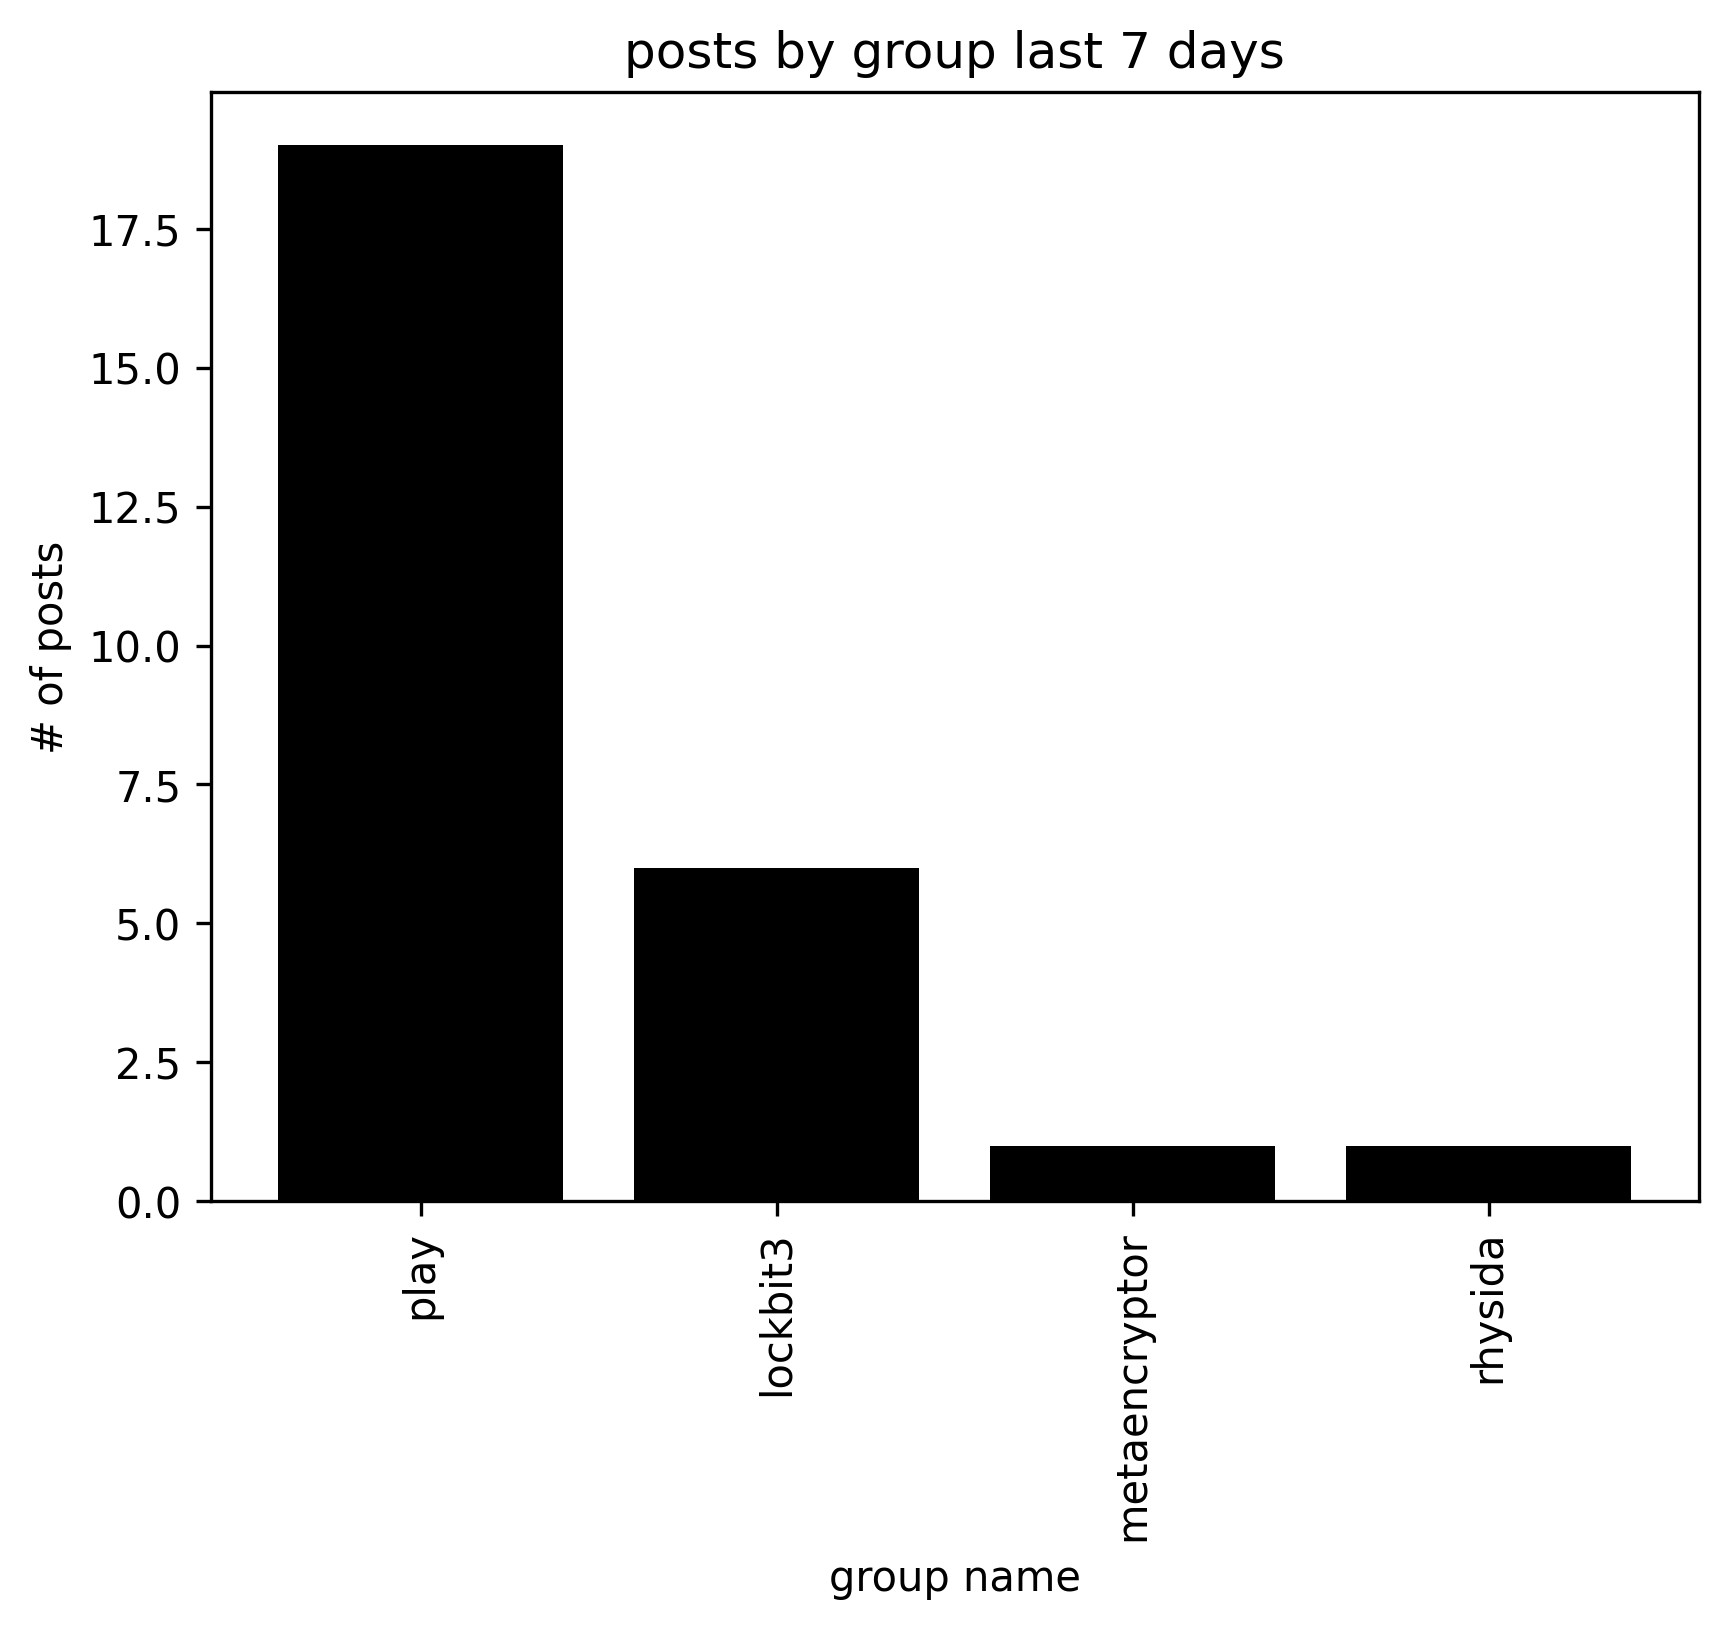 posts by group last 7 days
# of posts
17.5
15.0
12.5
10.0
7.5
5.0
2.5
0.0
play
lockbit3
metaencryptor
rhysida
group name